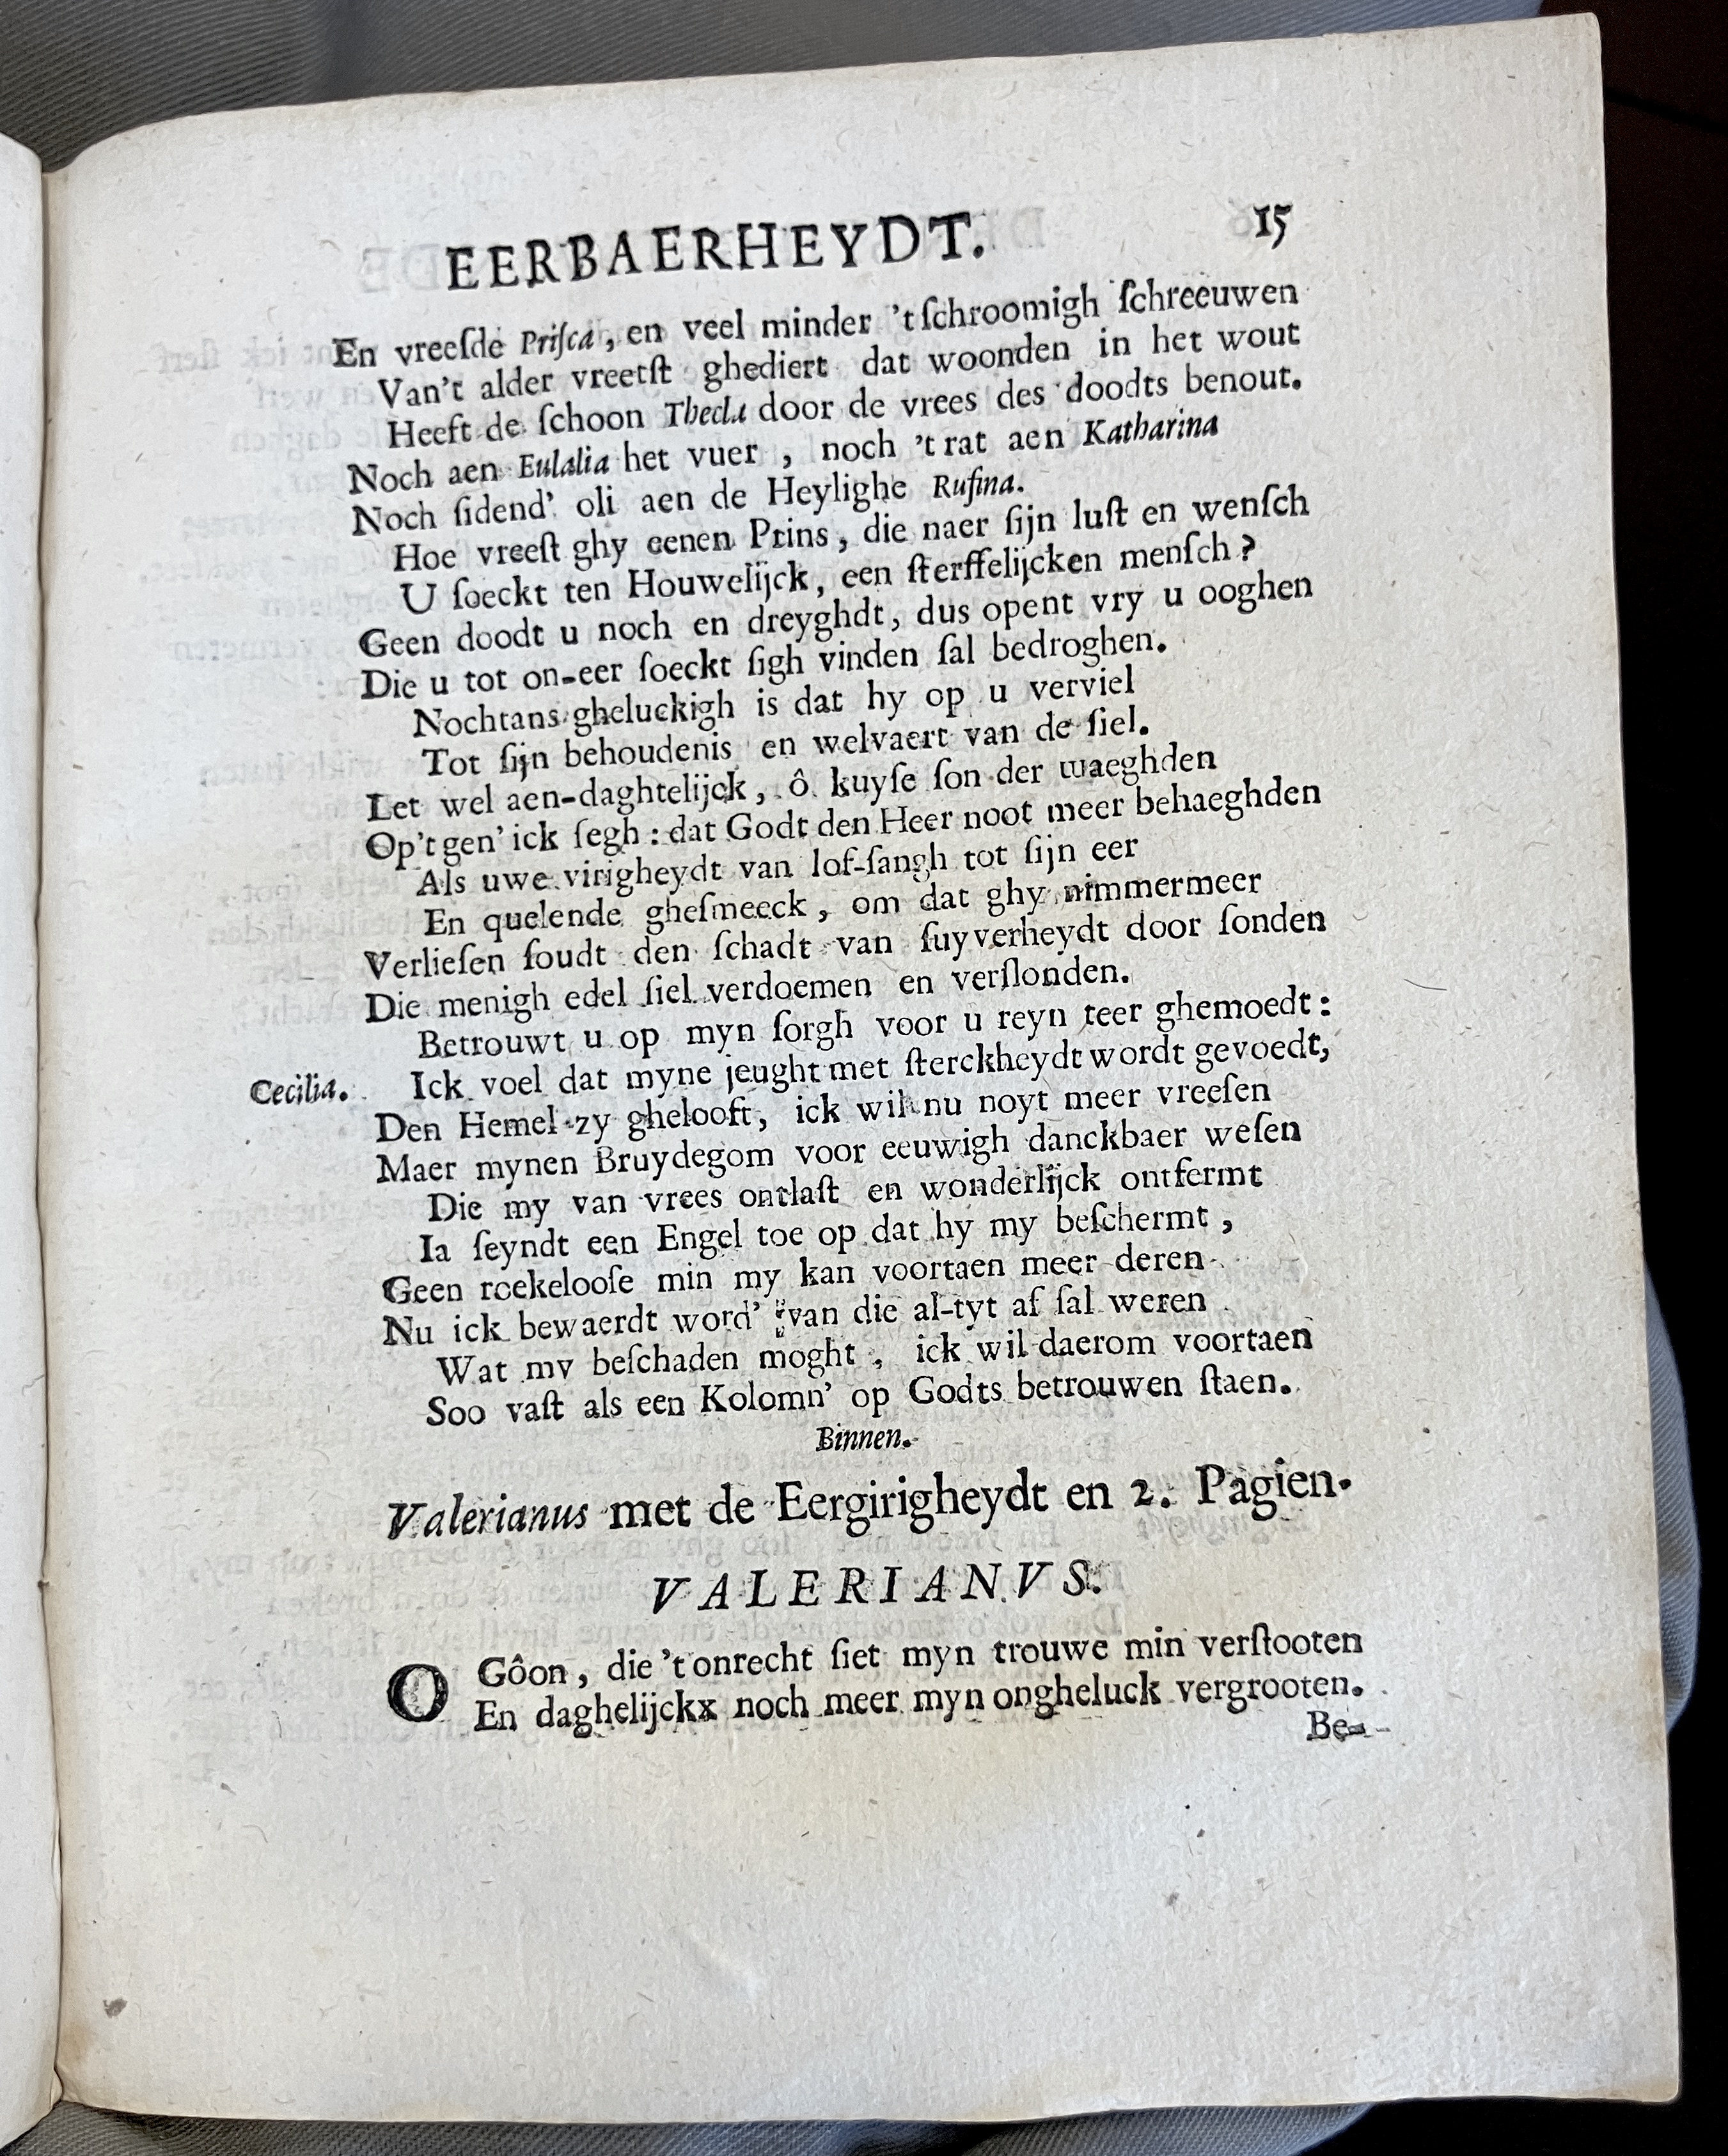 EERBAERHEYDT. 15
En vreeſde Priſca, en veel minder 't ſchroomigh ſchreeuwen
Van't alder vreetſt ghediert dat woonden in het wout
Heeft de ſchoon Thecla door de vrees des doodts benout.
Noch aen Eulalia het vuer, noch 't rat aen Katharina
Noch ſidend' oli aen de Heylighe Rufina.
Hoe vreeſt ghy eenen Prins, die naer ſijn luſt en wenſch
U ſoeckt ten Houwelijck, een ſterffelijcken menſch?
Geen doodt u noch en dreyghdt, dus opent vry u ooghen
Die u tot on-eer ſoeckt ſigh vinden ſal bedroghen.
Nochtans gheluckigh is dat hy op u verviel
Tot ſijn behoudenis en welvaert van de ſiel.
Let wel aen-daghtelijck, ô kuyſe ſon der maeghden
Op't gen' ick ſegh: dat Godt den Heer noot meer behaeghden
Als uwe virigheydt van lof-ſangh tot ſijn eer
En quelende gheſmeeck, om dat ghy nimmermeer
Verlieſen ſoudt den ſchadt van ſuyverheydt door ſonden
Die menigh edel ſiel verdoemen en verſlonden.
Betrouwt u op myn ſorgh voor u reyn teer ghemoedt:
Cecilia. Ick voel dat myne jeught met ſterckheydt wordt gevoedt,
Den Hemel zy ghelooft, ick wil nu noyt meer vreeſen
Maer mynen Bruydegom voor eeuwigh danckbaer weſen
Die my van vrees ontlaſt en wonderlijck ontfermt
Ia ſeyndt een Engel toe op dat hy my beſchermt,
Geen roekelooſe min my kan voortaen meer deren
Nu ick bewaerdt word' van die al-tyt af ſal weren
Wat my beſchaden moght, ick wil daerom voortaen
Soo vaſt als een Kolomn' op Godts betrouwen ſtaen.
Binnen.
Valerianus met de Eergirigheydt en 2. Pagien.
VALERIANVS.
O Gôon, die 't onrecht ſiet myn trouwe min verſtooten
En daghelijckx noch meer myn ongheluck vergrooten.
Be-